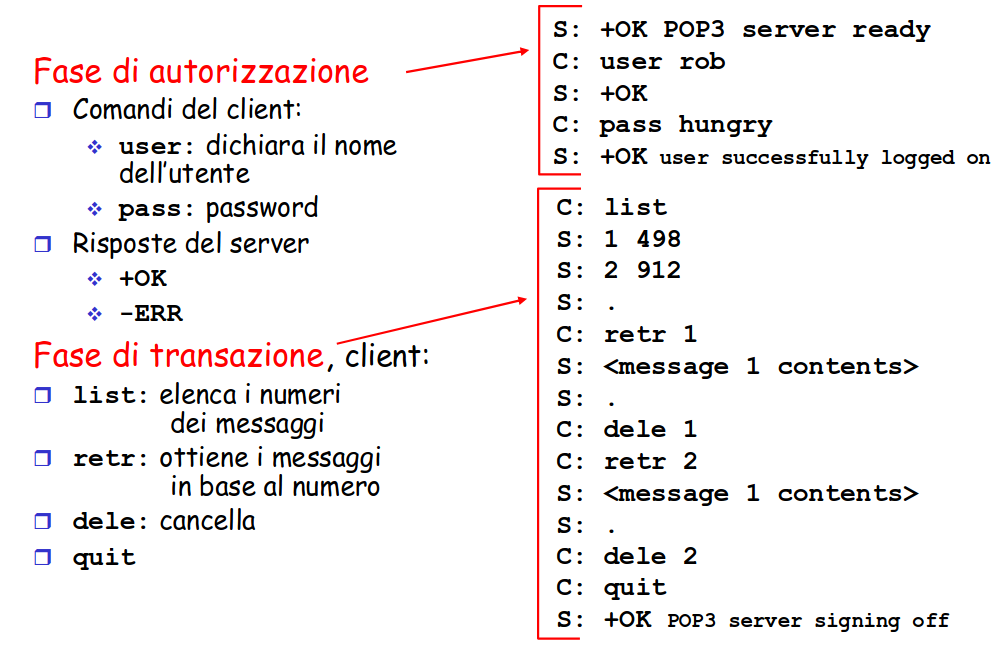 Fase di autorizzazione
Comandi del client:
user: dichiara il nome
dell'utente
pass: password
Risposte del server
+OK
-ERR
Fase di transazione, client:
list: elenca i numeri
dei messaggi
retr: ottiene i messaggi
in base al numero
dele: cancella
quit
S: +OK POP3 server ready
C: user rob
S: +OK
C: pass hungry
S: +OK user successfully logged on
C: list
S: 1 498
S: 2 912
S: .
C: retr 1
S: <message 1 contents>
S: .
C: dele 1
C: retr 2
S: <message 1 contents>
S: .
C: dele 2
C: quit
S: +OK POP3 server signing off